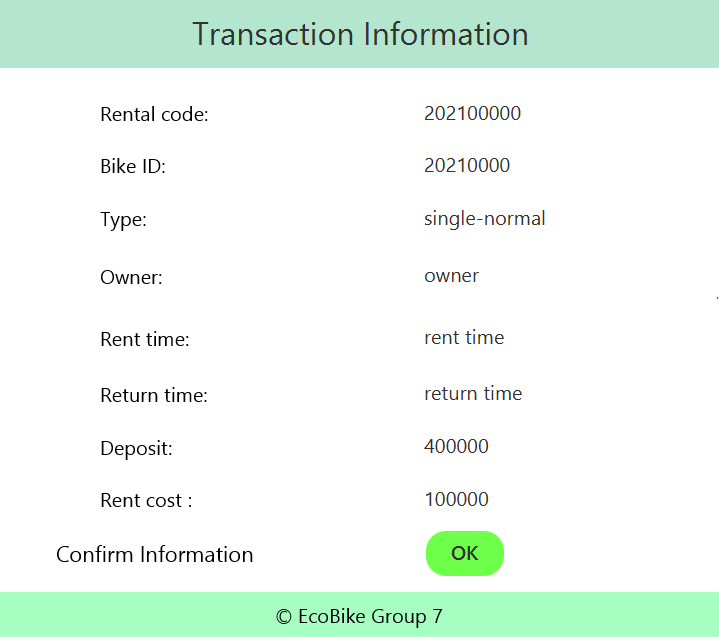 Transaction Information
Rental code: 202100000
Bike ID: 20210000
Type: single-normal
Owner: owner
Rent time: rent time
Return time: return time
Deposit: 400000
Rent cost : 100000
Confirm Information OK
© EcoBike Group 7